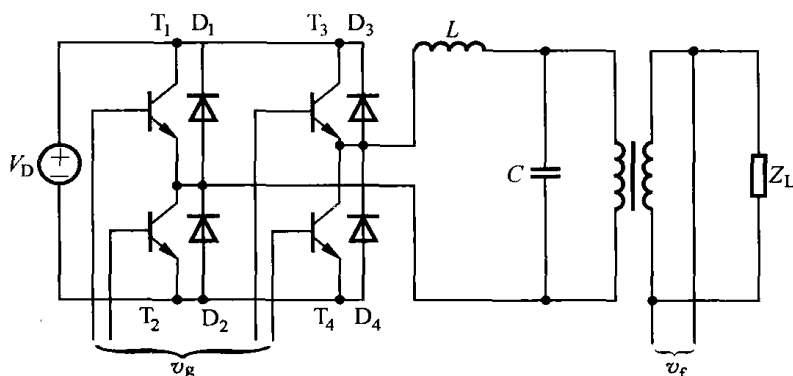 T₁ D₁ T₃ D₃
L
V_D
C
Z_L
T₂ D₂ T₄ D₄
v_g
v_f